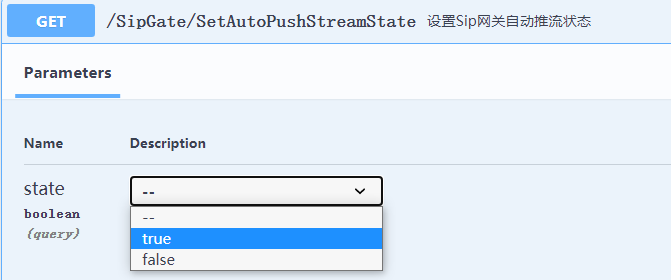 GET /SipGate/SetAutoPushStreamState 设置Sip网关自动推流状态
Parameters
Name Description
state --
boolean --
(query) true
false